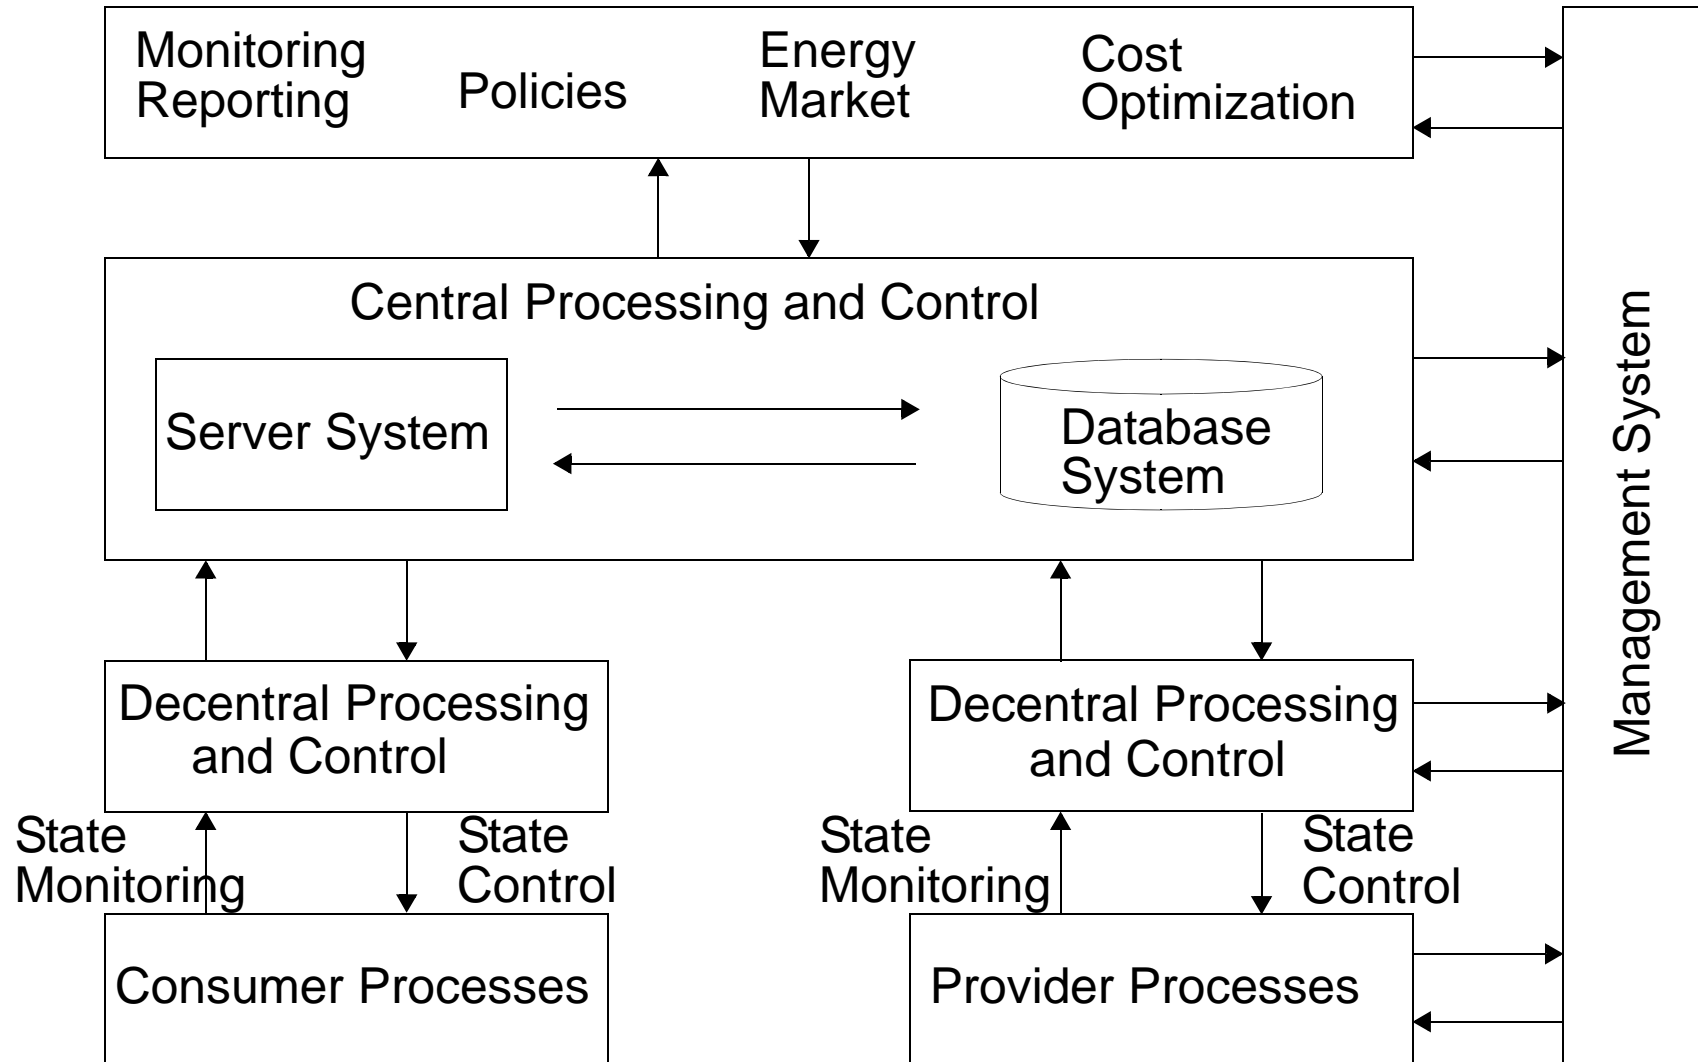 Monitoring
Reporting
Policies
Energy
Market
Cost
Optimization
Central Processing and Control
Server System
Database
System
Decentral Processing
and Control
Decentral Processing
and Control
State
Monitoring
State
Control
State
Monitoring
State
Control
Consumer Processes
Provider Processes
Management System